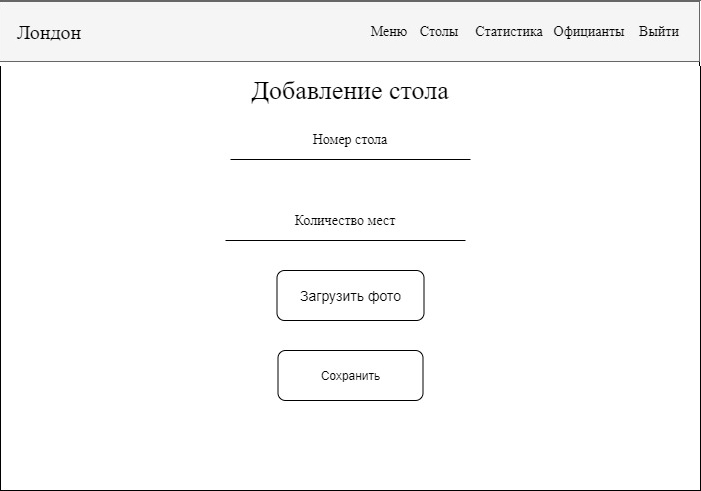 Лондон
Меню Столы Статистика Официанты Выйти
Добавление стола
Номер стола
Количество мест
Загрузить фото
Сохранить